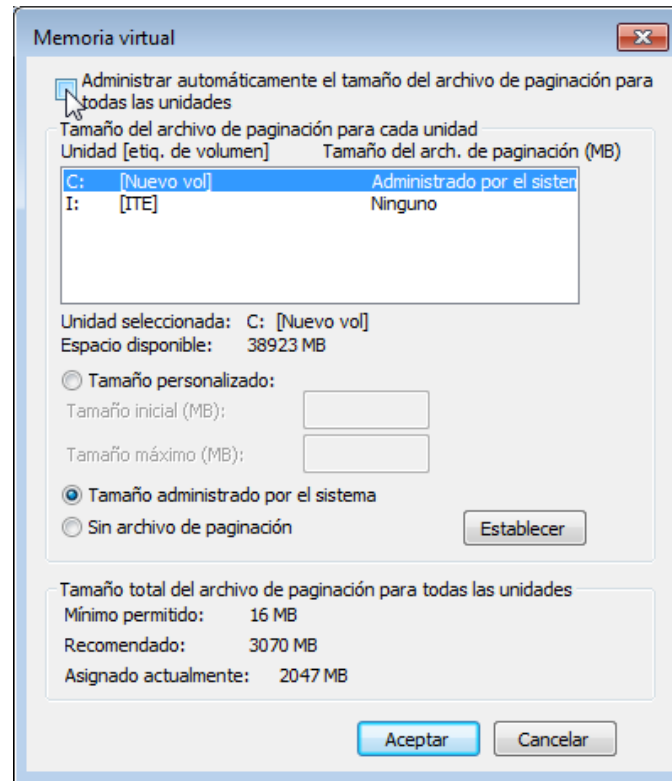 Memoria virtual
Administrar automáticamente el tamaño del archivo de paginación para
todas las unidades
Tamaño del archivo de paginación para cada unidad
Unidad [etiq. de volumen] Tamaño del arch. de paginación (MB)
C: [Nuevo vol] Administrado por el sisten
I: [ITE] Ninguno
Unidad seleccionada: C: [Nuevo vol]
Espacio disponible: 38923 MB
Tamaño personalizado:
Tamaño inicial (MB):
Tamaño máximo (MB):
Tamaño administrado por el sistema
Sin archivo de paginación Establecer
Tamaño total del archivo de paginación para todas las unidades
Mínimo permitido: 16 MB
Recomendado: 3070 MB
Asignado actualmente: 2047 MB
Aceptar Cancelar